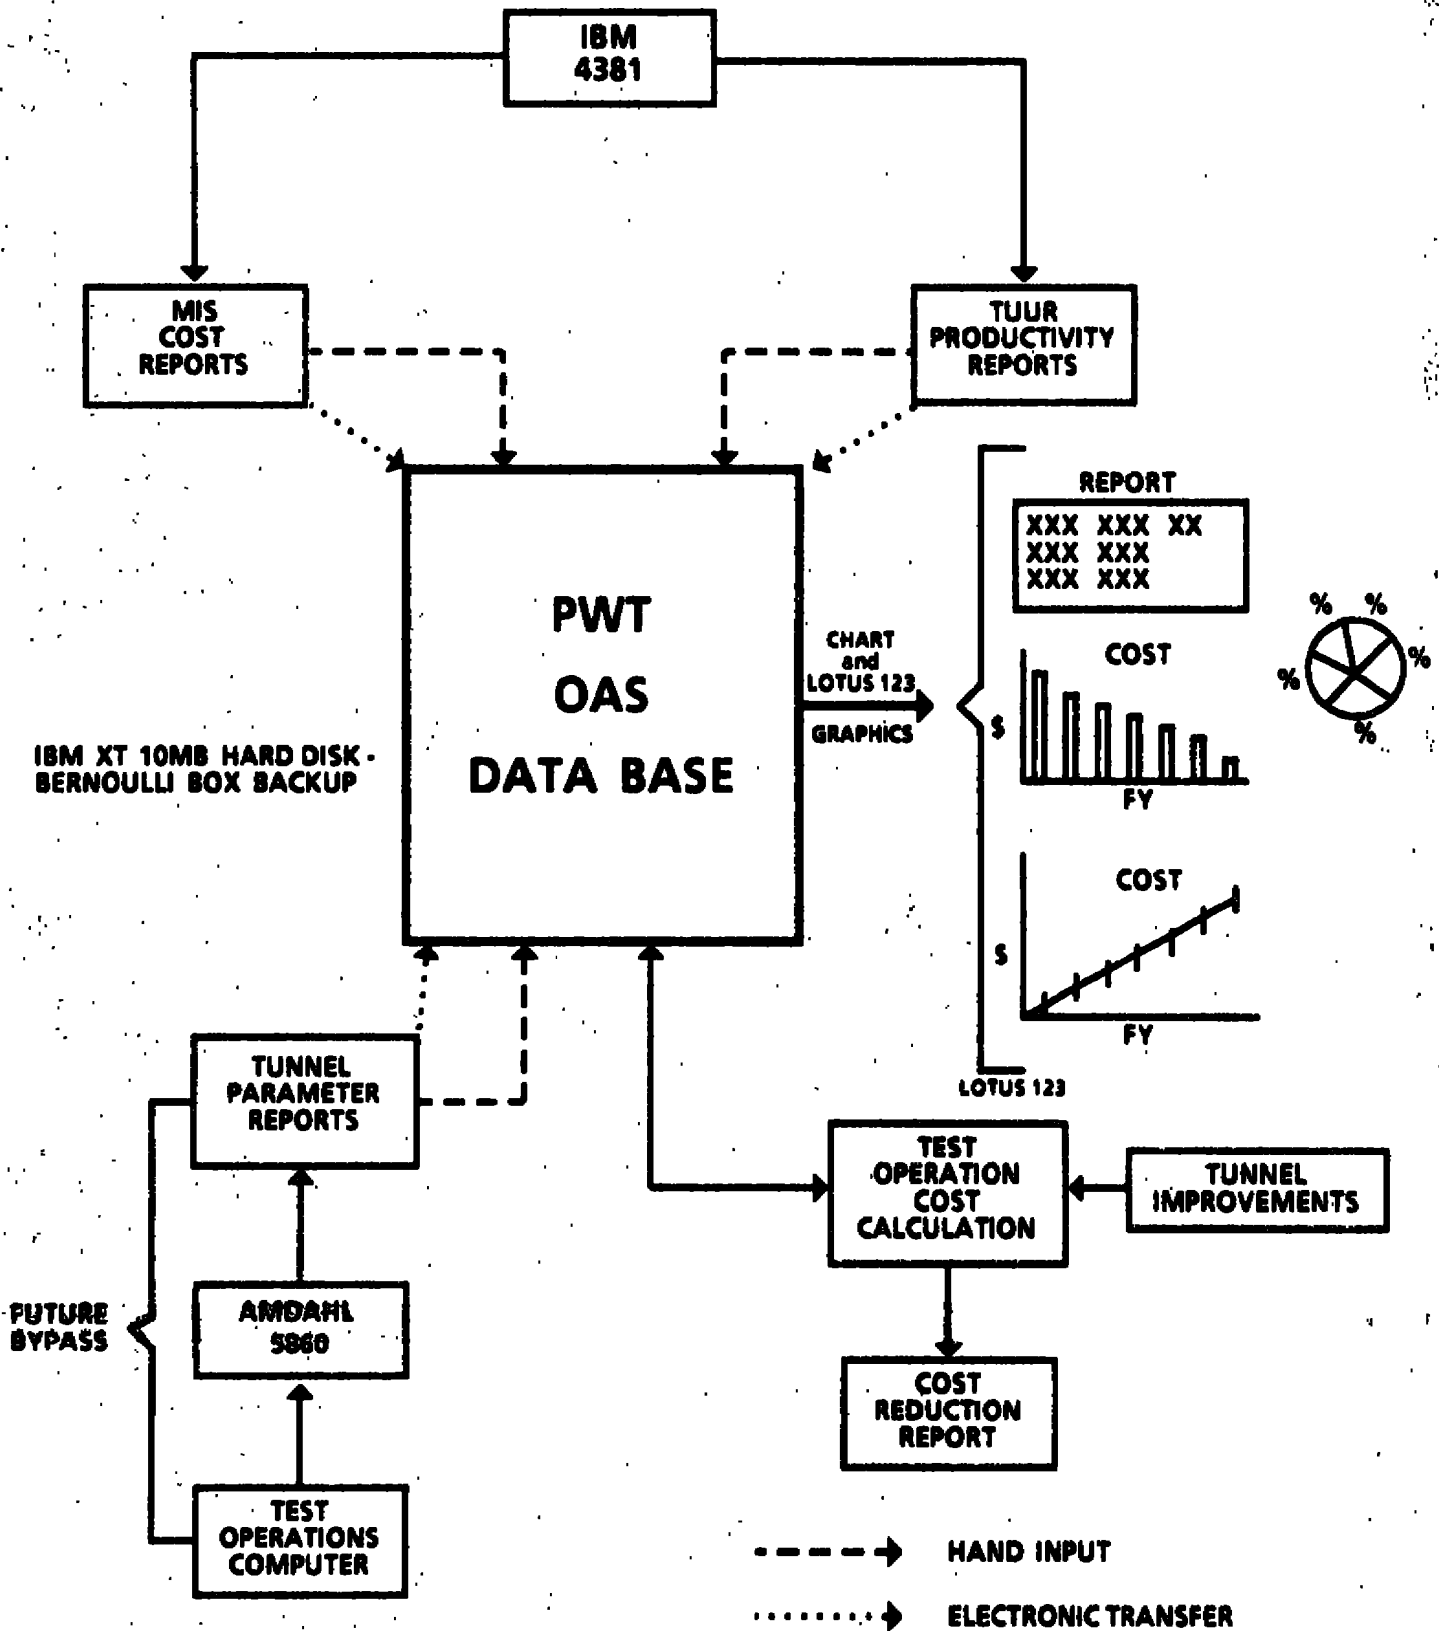 IBM
4381
MIS
COST
REPORTS
TUUR
PRODUCTIVITY
REPORTS
PWT
OAS
DATA BASE
IBM XT 10MB HARD DISK -
BERNOULLI BOX BACKUP
CHART
and
LOTUS 123
GRAPHICS
REPORT
XXX XXX XX
XXX XXX
XXX XXX
% %
% %
%
COST
$
FY
COST
$
FY
LOTUS 123
TUNNEL
PARAMETER
REPORTS
TEST
OPERATION
COST
CALCULATION
TUNNEL
IMPROVEMENTS
FUTURE
BYPASS
AMDAHL
5860
COST
REDUCTION
REPORT
TEST
OPERATIONS
COMPUTER
HAND INPUT
ELECTRONIC TRANSFER